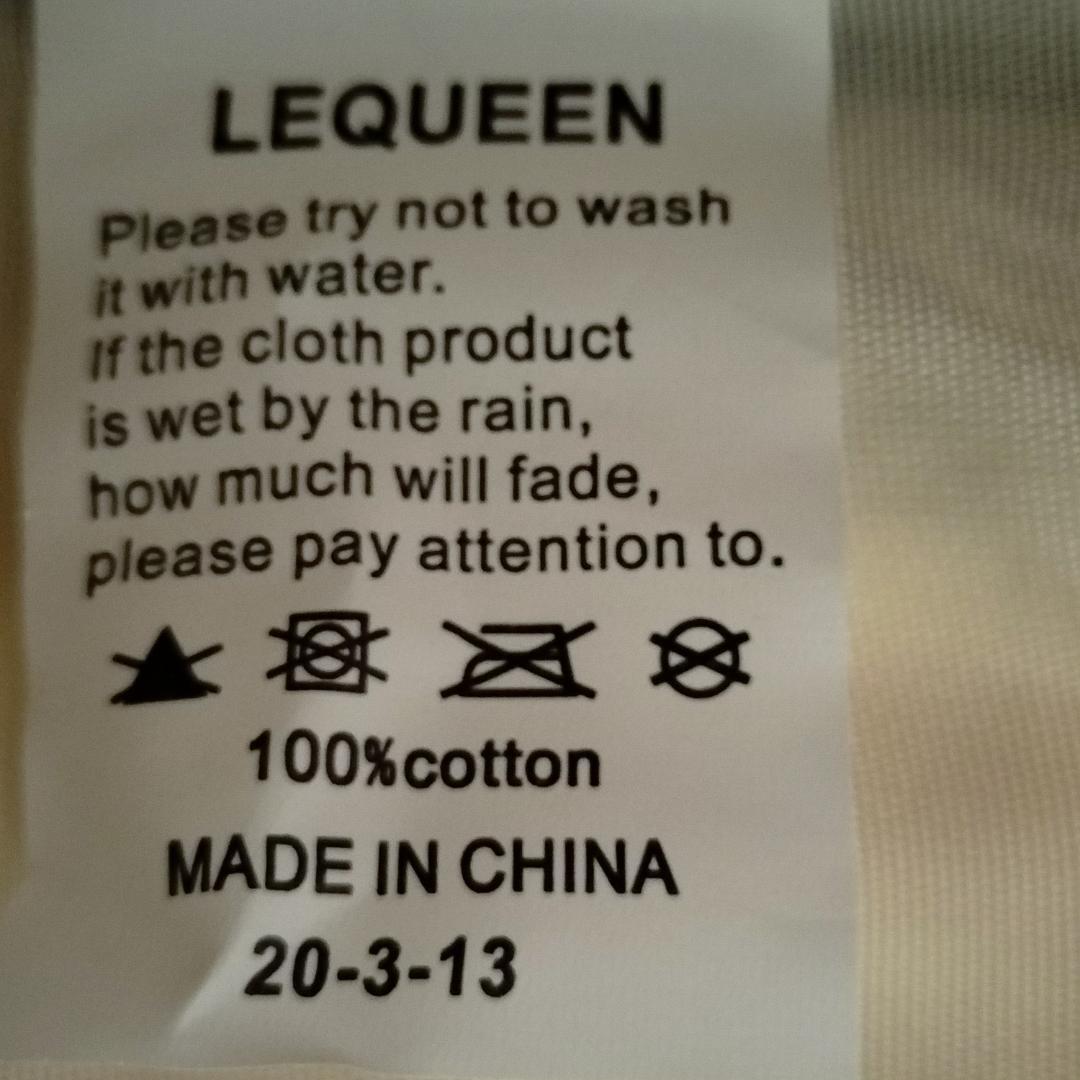 LEQUEEN
Please try not to wash
it with water.
If the cloth product
is wet by the rain,
how much will fade,
please pay attention to.
100%cotton
MADE IN CHINA
20-3-13